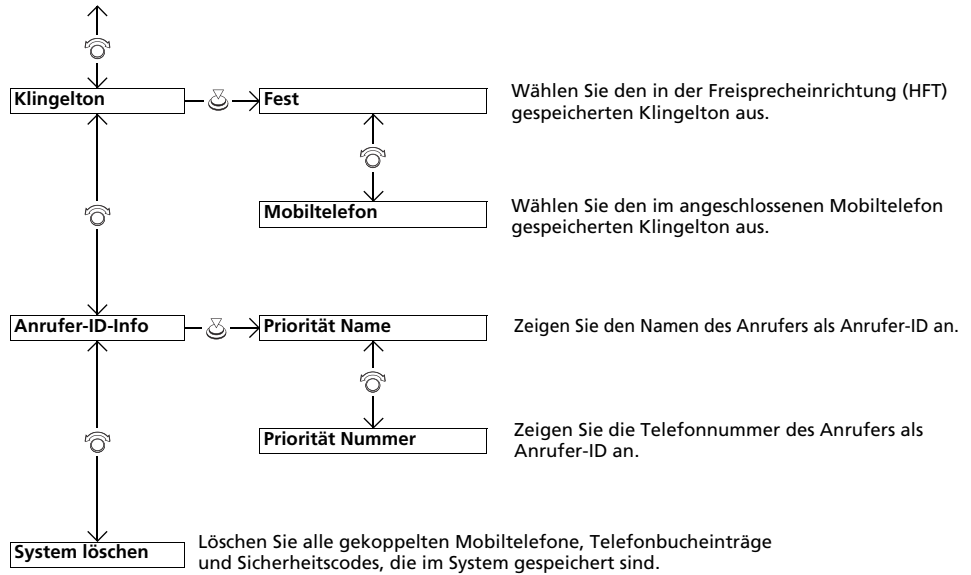 Klingelton
Fest
Wählen Sie den in der Freisprecheinrichtung (HFT)
gespeicherten Klingelton aus.
Mobiltelefon
Wählen Sie den im angeschlossenen Mobiltelefon
gespeicherten Klingelton aus.
Anrufer-ID-Info
Priorität Name
Zeigen Sie den Namen des Anrufers als Anrufer-ID an.
Priorität Nummer
Zeigen Sie die Telefonnummer des Anrufers als
Anrufer-ID an.
System löschen
Löschen Sie alle gekoppelten Mobiltelefone, Telefonbucheinträge
und Sicherheitscodes, die im System gespeichert sind.